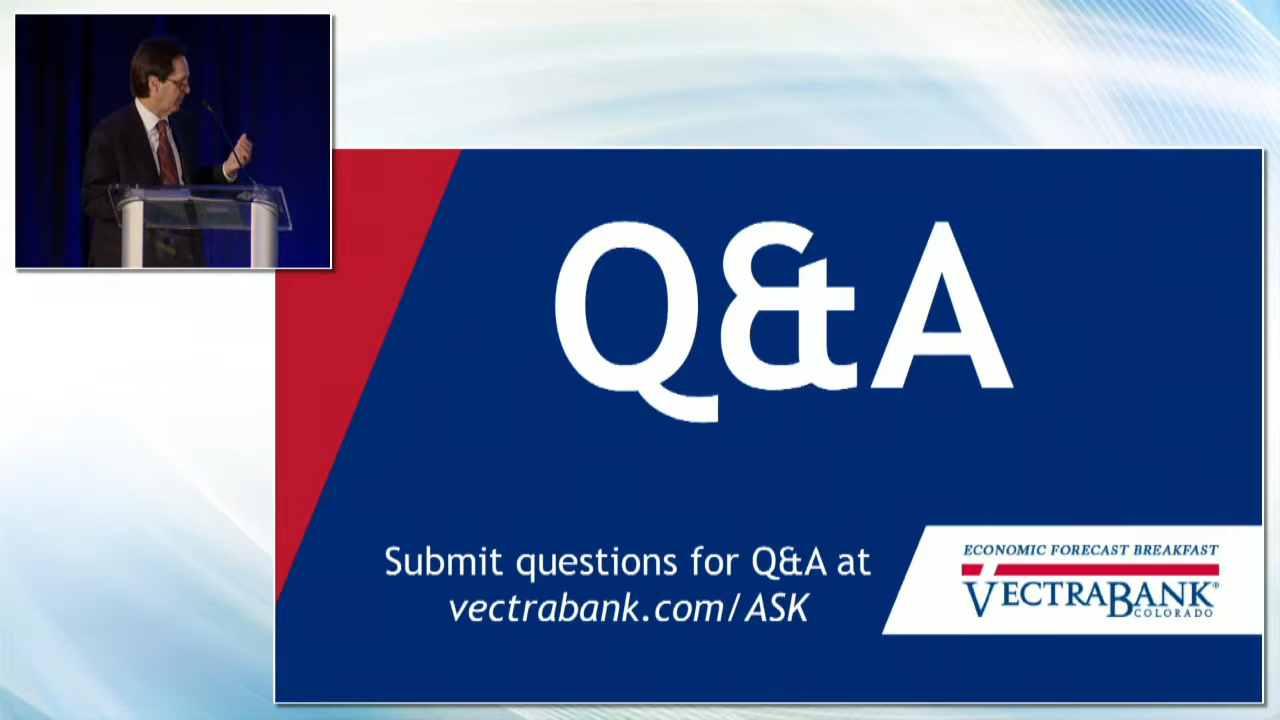 Q&A
Submit questions for Q&A at
vectrabank.com/ASK
ECONOMIC FORECAST BREAKFAST
VECTRABANK®
COLORADO